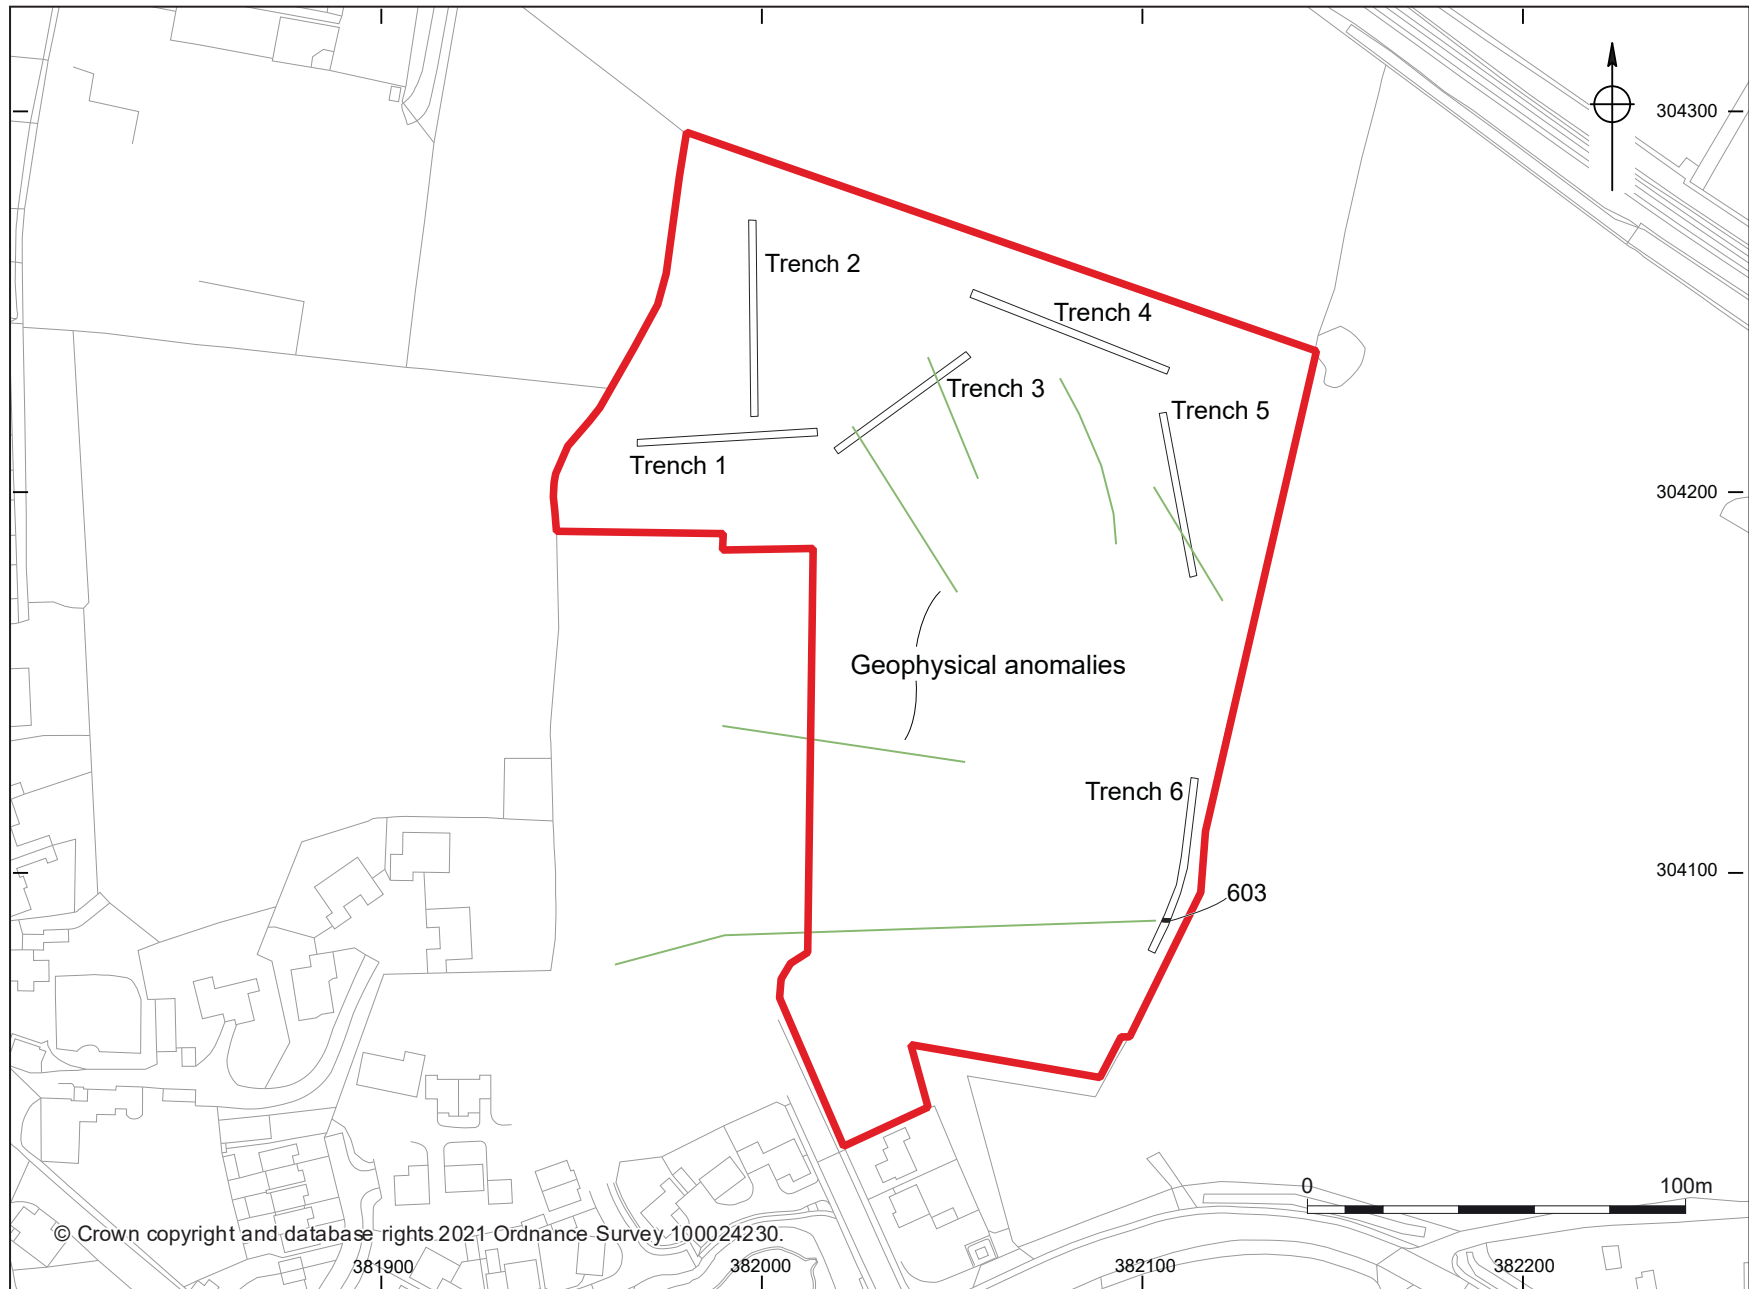 304300
Trench 2
Trench 4
Trench 3
Trench 5
Trench 1
304200
Geophysical anomalies
Trench 6
304100
603
0 100m
© Crown copyright and database rights 2021 Ordnance Survey 100024230.
381900 382000 382100 382200